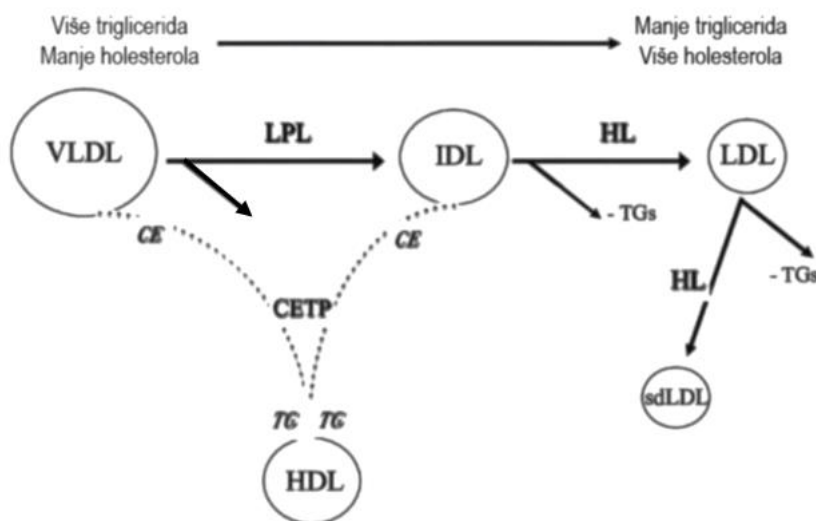 Više triglicerida
Manje holesterola
Manje triglicerida
Više holesterola
VLDL
LPL
IDL
HL
LDL
CE
CE
- TGs
- TGs
HL
CETP
sdLDL
TG TG
HDL